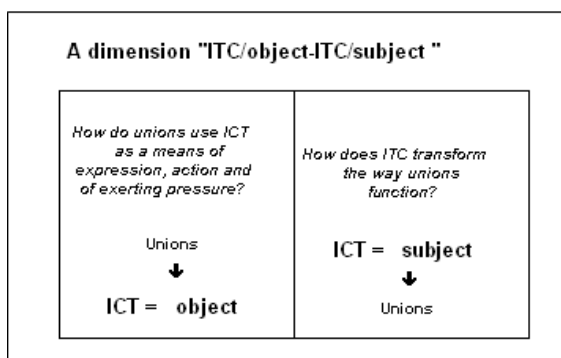 A dimension "ITC/object-ITC/subject "
How do unions use ICT
as a means of
expression, action and
of exerting pressure?
Unions
ICT = object
How does ITC transform
the way unions
function?
ICT = subject
Unions